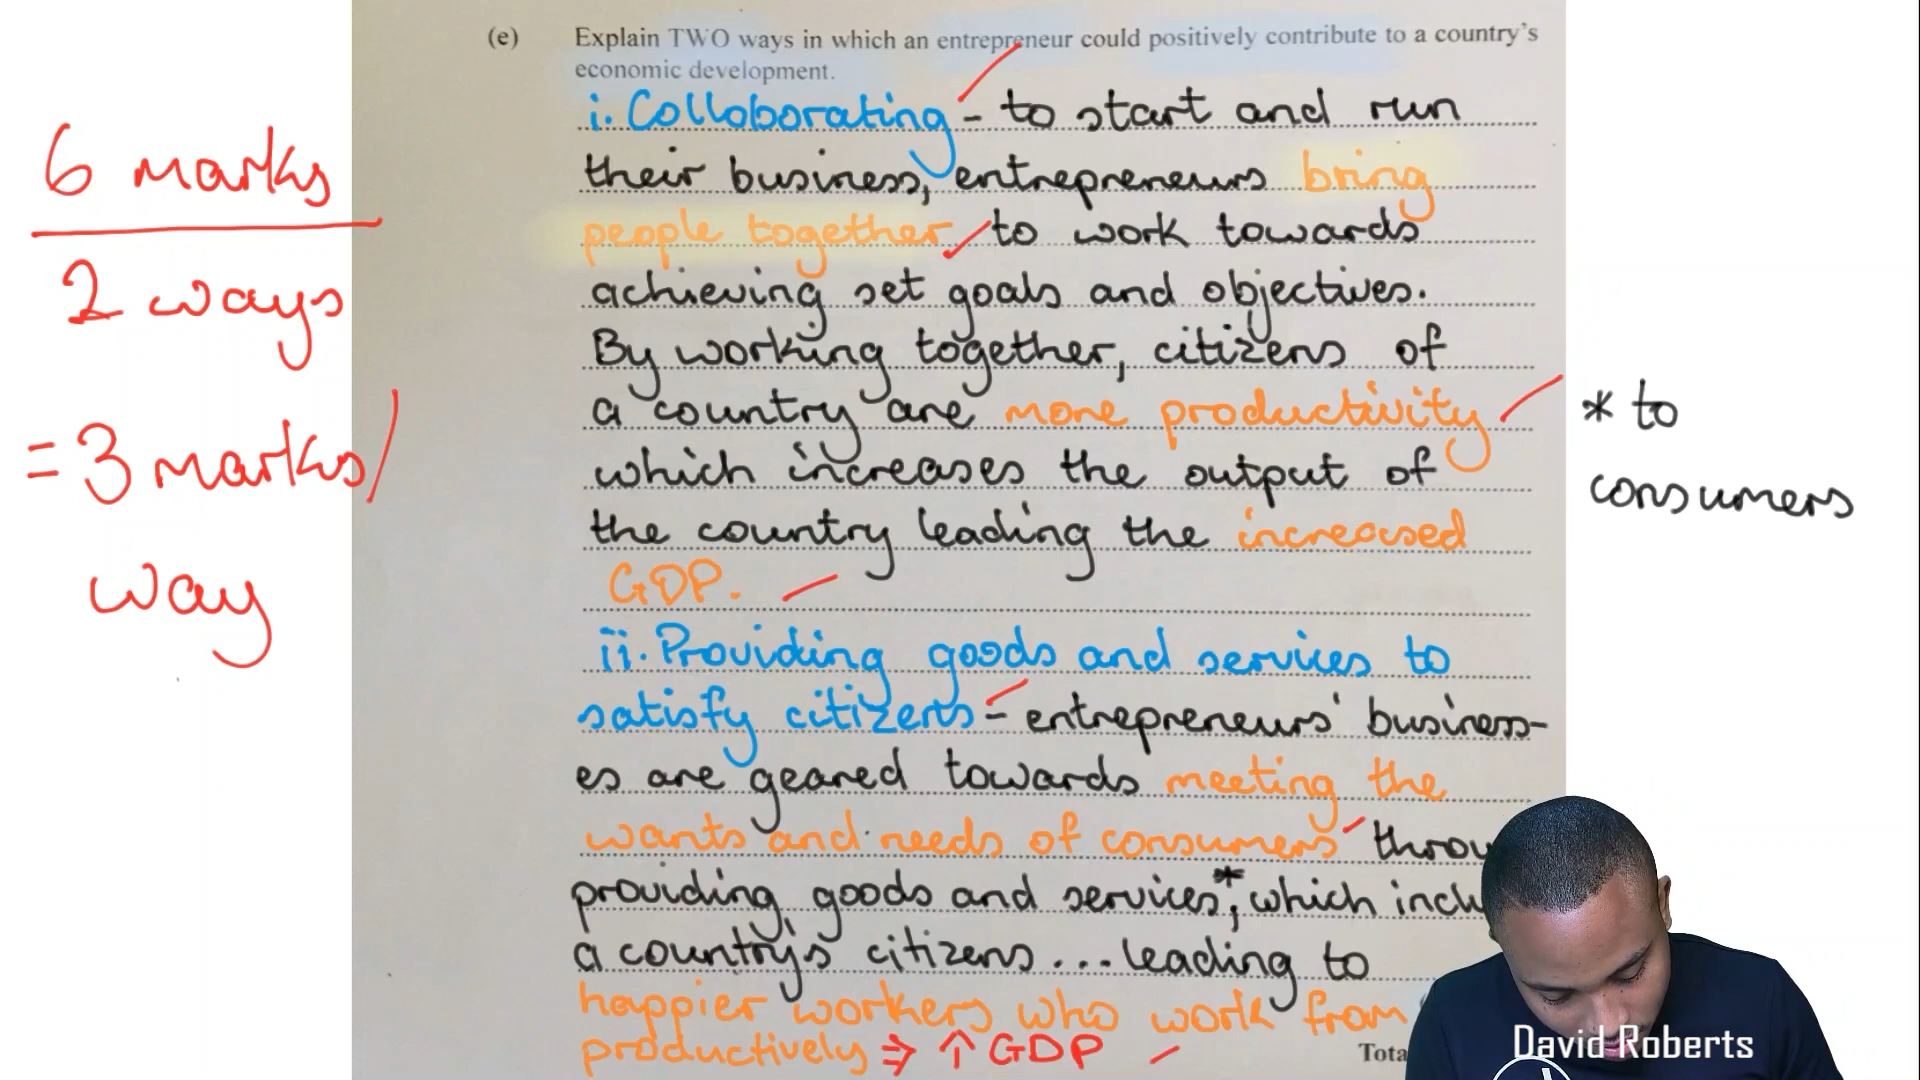 (e) Explain TWO ways in which an entrepreneur could positively contribute to a country's
economic development.
i. Colloborating - to start and run
their business, entrepreneurs bring
people together to work towards
achieving set goals and objectives.
By working together, citizens of
a country are more productivity
which increases the output of
the country leading the increased
GDP.
ii. Providing goods and services to
satisfy citizens - entrepreneurs' business-
es are geared towards meeting the
wants and needs of consumers
providing goods and services*, which
a country's citizens... leading to
happier workers who work from
productively ⇒ ↑ GDP
6 marks
2 ways
= 3 marks/
way
* to
consumers
David Roberts